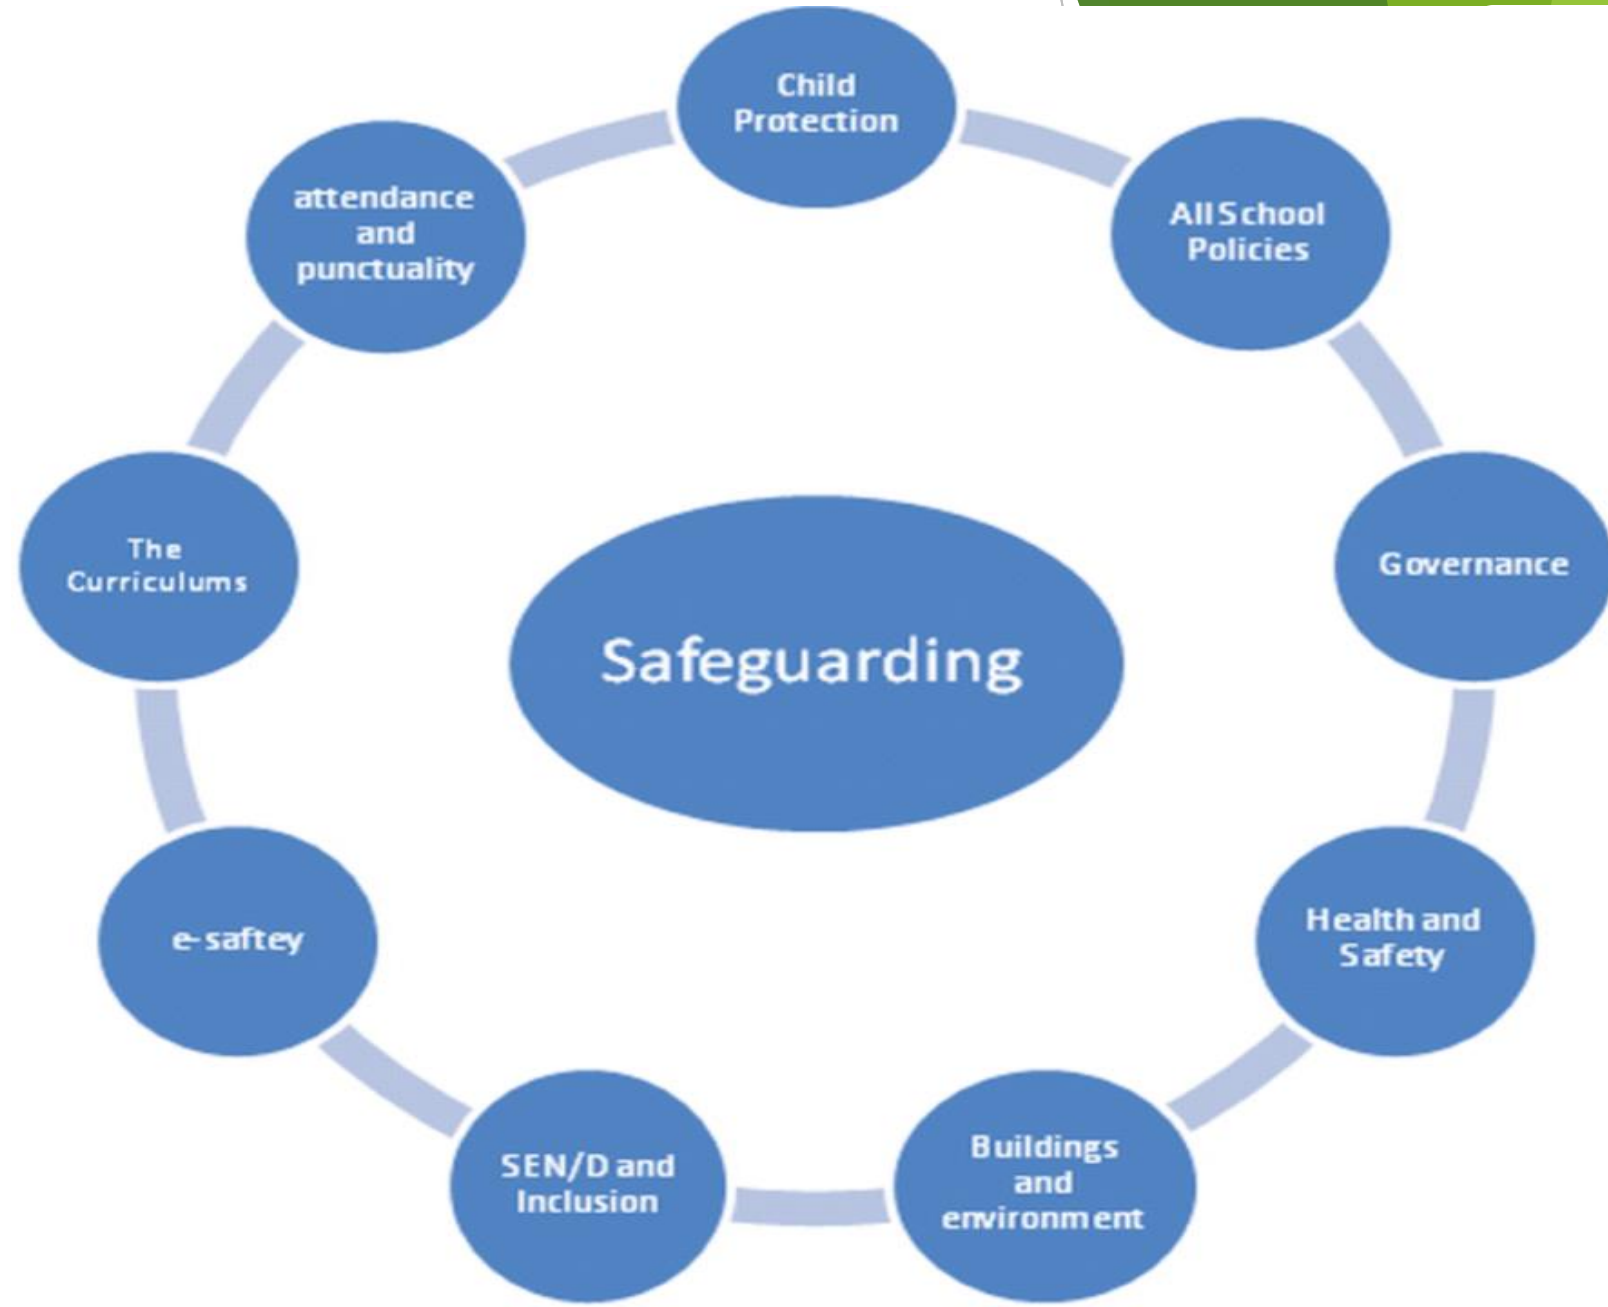 Child
Protection
All School
Policies
Governance
Health and
Safety
Buildings
and
environment
SEN/D and
Inclusion
e-saftey
The
Curriculums
attendance
and
punctuality
Safeguarding